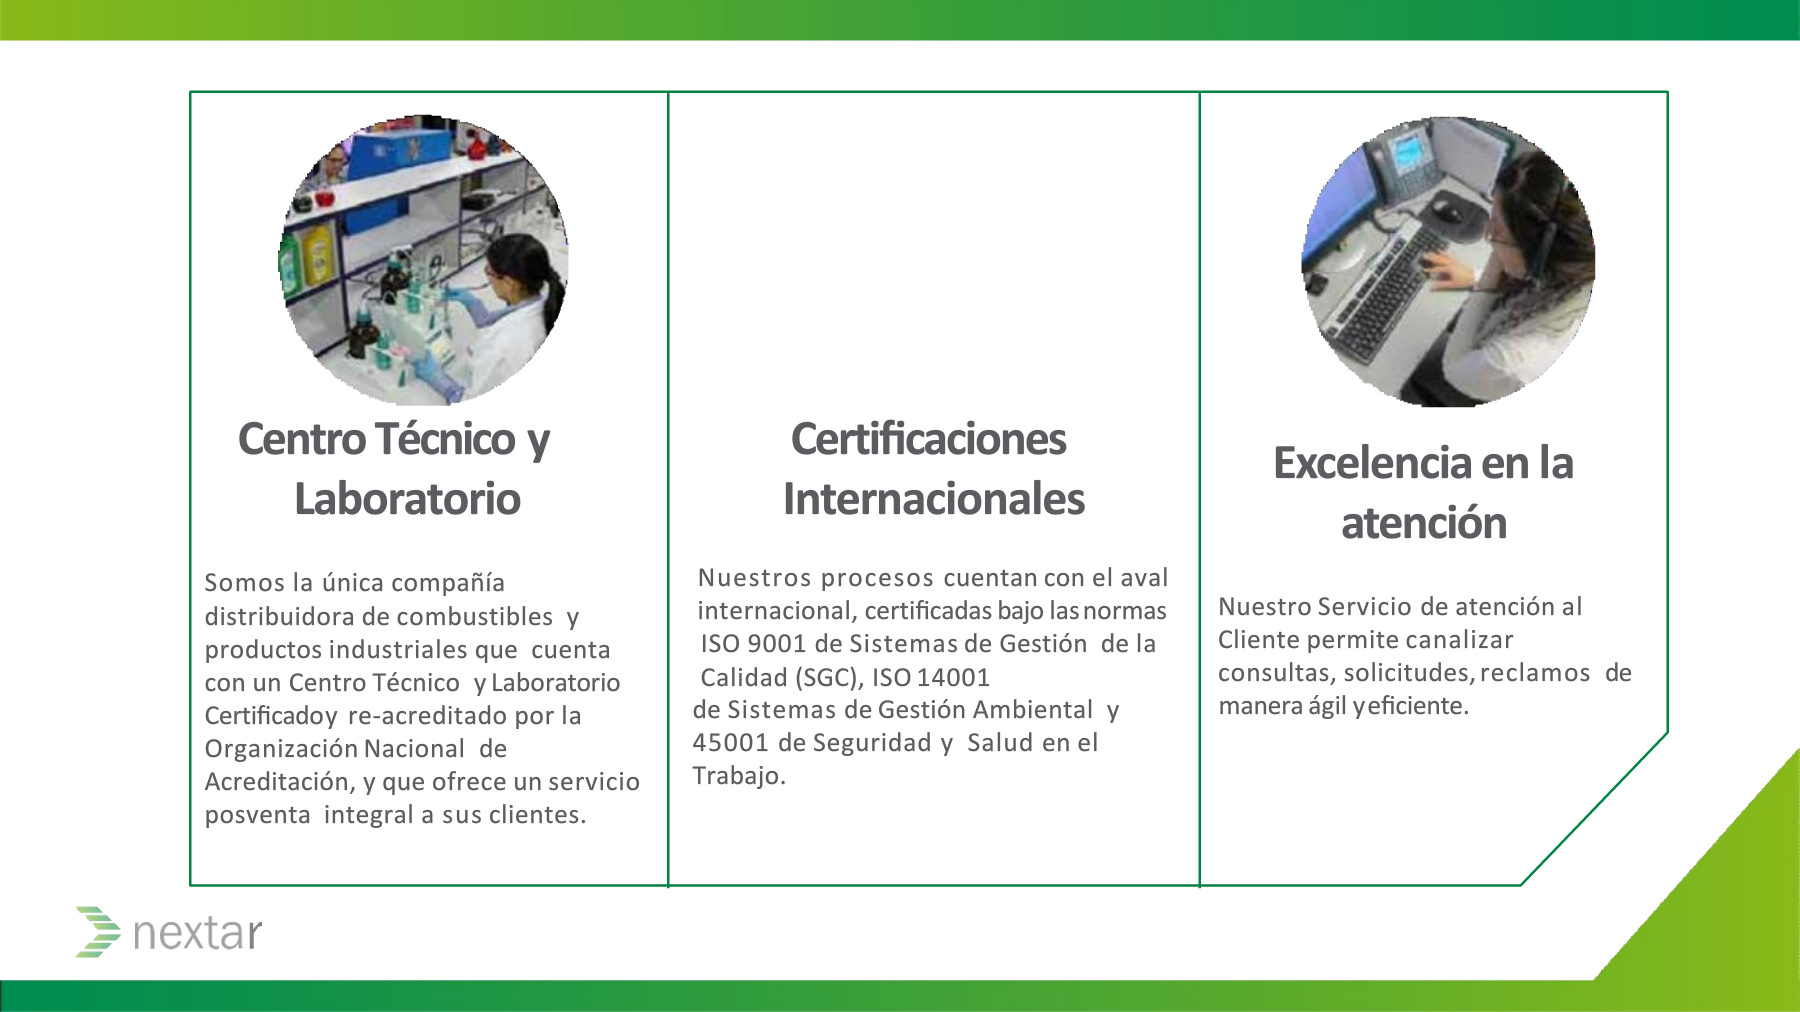 Centro Técnico y
Laboratorio
Somos la única compañía
distribuidora de combustibles y
productos industriales que cuenta
con un Centro Técnico y Laboratorio
Certificadoy re-acreditado por la
Organización Nacional de
Acreditación, y que ofrece un servicio
posventa integral a sus clientes.
Certificaciones
Internacionales
Nuestros procesos cuentan con el aval
internacional, certificadas bajo las normas
ISO 9001 de Sistemas de Gestión de la
Calidad (SGC), ISO 14001
de Sistemas de Gestión Ambiental y
45001 de Seguridad y Salud en el
Trabajo.
Excelencia en la
atención
Nuestro Servicio de atención al
Cliente permite canalizar
consultas, solicitudes, reclamos de
manera ágil y eficiente.
nextar